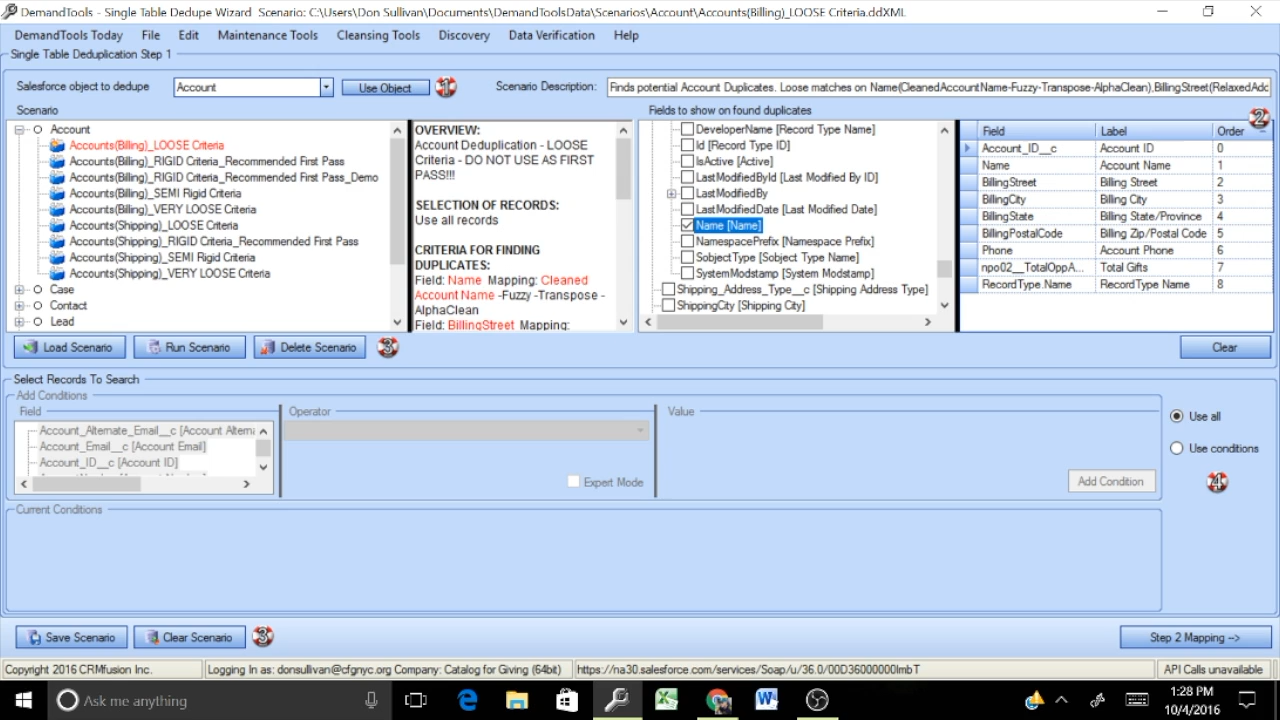 DemandTools - Single Table Dedupe Wizard  Scenario: C:\Users\Don Sullivan\Documents\DemandToolsData\Scenarios\Account\Accounts(Billing)_LOOSE Criteria.ddXML
DemandTools Today File Edit Maintenance Tools Cleansing Tools Discovery Data Verification Help
Single Table Deduplication Step 1
Salesforce object to dedupe Account Use Object 1 Scenario Description: Finds potential Account Duplicates. Loose matches on Name(CleanedAccountName-Fuzzy-Transpose-AlphaClean),BillingStreet(RelaxedAdd
Scenario
Account
Accounts(Billing)_LOOSE Criteria
Accounts(Billing)_RIGID Criteria_Recommended First Pass
Accounts(Billing)_RIGID Criteria_Recommended First Pass_Demo
Accounts(Billing)_SEMI Rigid Criteria
Accounts(Billing)_VERY LOOSE Criteria
Accounts(Shipping)_LOOSE Criteria
Accounts(Shipping)_RIGID Criteria_Recommended First Pass
Accounts(Shipping)_SEMI Rigid Criteria
Accounts(Shipping)_VERY LOOSE Criteria
Case
Contact
Lead
OVERVIEW:
Account Deduplication - LOOSE
Criteria - DO NOT USE AS FIRST
PASS!!!
SELECTION OF RECORDS:
Use all records
CRITERIA FOR FINDING
DUPLICATES:
Field: Name Mapping: Cleaned
Account Name -Fuzzy -Transpose -
AlphaClean
Field: BillingStreet Mapping:
Fields to show on found duplicates
DeveloperName [Record Type Name]
Id [Record Type ID]
IsActive [Active]
LastModifiedById [Last Modified By ID]
LastModifiedBy
LastModifiedDate [Last Modified Date]
Name [Name]
NamespacePrefix [Namespace Prefix]
SobjectType [Sobject Type Name]
SystemModstamp [System Modstamp]
Shipping_Address_Type__c [Shipping Address Type]
ShippingCity [Shipping City]
2
Field Label Order
Account_ID__c Account ID 0
Name Account Name 1
BillingStreet Billing Street 2
BillingCity Billing City 3
BillingState Billing State/Province 4
BillingPostalCode Billing Zip/Postal Code 5
Phone Account Phone 6
npo02__TotalOppA... Total Gifts 7
RecordType.Name RecordType Name 8
Load Scenario Run Scenario Delete Scenario 3 Clear
Select Records To Search
Add Conditions
Field Operator Value
Account_Alternate_Email__c [Account Alterna
Account_Email__c [Account Email]
Account_ID__c [Account ID]
Expert Mode
Add Condition
Use all
Use conditions
4
Current Conditions
Save Scenario Clear Scenario 3 Step 2 Mapping -->
Copyright 2016 CRMfusion Inc. Logging In as: donsullivan@cfgnyc.org Company: Catalog for Giving (64bit) https://na30.salesforce.com/services/Soap/u/36.0/00D36000000ImbT API Calls unavailable
Ask me anything
1:28 PM
10/4/2016